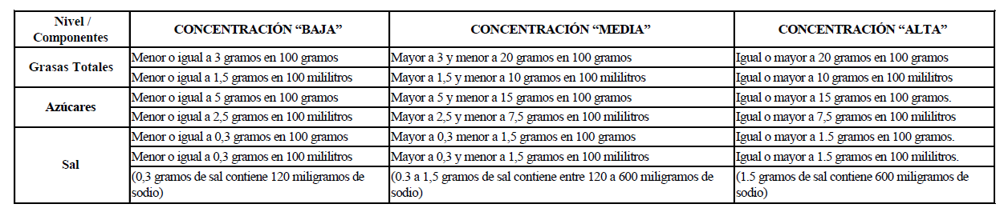 Nivel /
Componentes
CONCENTRACIÓN “BAJA”
CONCENTRACIÓN “MEDIA”
CONCENTRACIÓN “ALTA”
Grasas Totales
Menor o igual a 3 gramos en 100 gramos
Mayor a 3 y menor a 20 gramos en 100 gramos
Igual o mayor a 20 gramos en 100 gramos
Menor o igual a 1,5 gramos en 100 mililitros
Mayor a 1,5 y menor a 10 gramos en 100 mililitros
Igual o mayor a 10 gramos en 100 mililitros
Azúcares
Menor o igual a 5 gramos en 100 gramos
Mayor a 5 y menor a 15 gramos en 100 gramos
Igual o mayor a 15 gramos en 100 gramos.
Menor o igual a 2,5 gramos en 100 mililitros
Mayor a 2,5 y menor a 7,5 gramos en 100 mililitros
Igual o mayor a 7,5 gramos en 100 mililitros
Sal
Menor o igual a 0,3 gramos en 100 gramos
Mayor a 0,3 menor a 1,5 gramos en 100 gramos
Igual o mayor a 1.5 gramos en 100 gramos.
Menor o igual a 0,3 gramos en 100 mililitros
Mayor a 0,3 y menor a 1,5 gramos en 100 mililitros
Igual o mayor a 1.5 gramos en 100 mililitros.
(0,3 gramos de sal contiene 120 miligramos de
sodio)
(0.3 a 1,5 gramos de sal contiene entre 120 a 600 miligramos de
sodio)
(1.5 gramos de sal contiene 600 miligramos de
sodio)